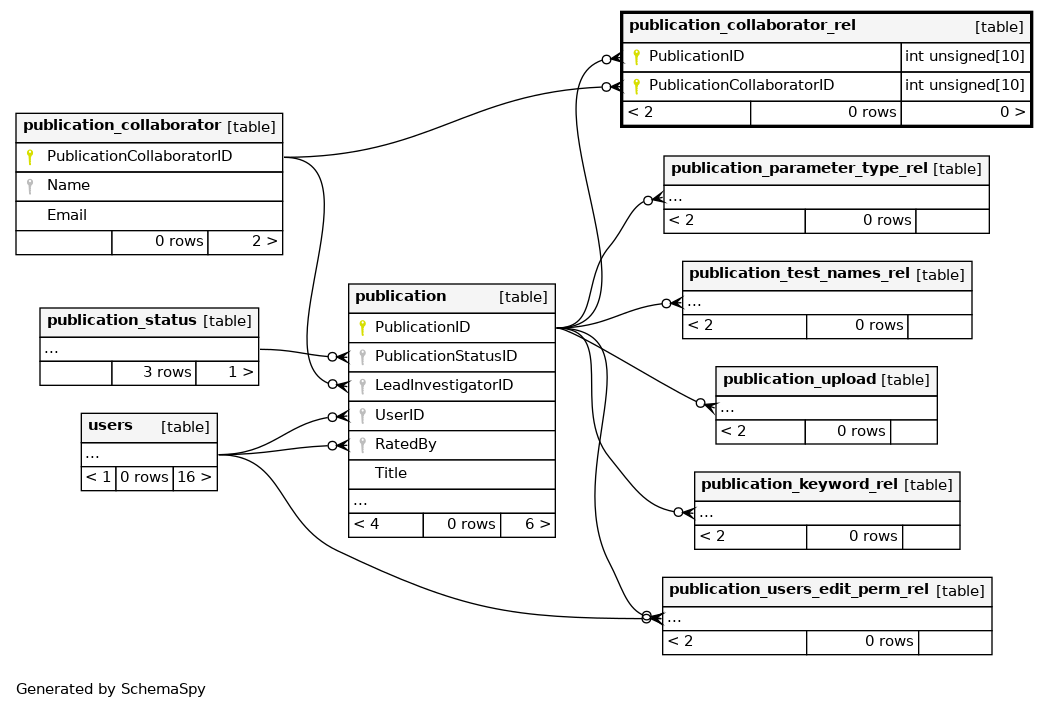 publication_collaborator_rel [table]
PublicationID int unsigned[10]
PublicationCollaboratorID int unsigned[10]
< 2 0 rows 0 >
publication_collaborator [table]
PublicationCollaboratorID
Name
Email
0 rows 2 >
publication_parameter_type_rel [table]
...
< 2 0 rows
publication_test_names_rel [table]
...
< 2 0 rows
publication [table]
PublicationID
PublicationStatusID
LeadInvestigatorID
UserID
RatedBy
Title
...
< 4 0 rows 6 >
publication_status [table]
...
3 rows 1 >
publication_upload [table]
...
< 2 0 rows
users [table]
...
< 1 0 rows 16 >
publication_keyword_rel [table]
...
< 2 0 rows
publication_users_edit_perm_rel [table]
...
< 2 0 rows
Generated by SchemaSpy